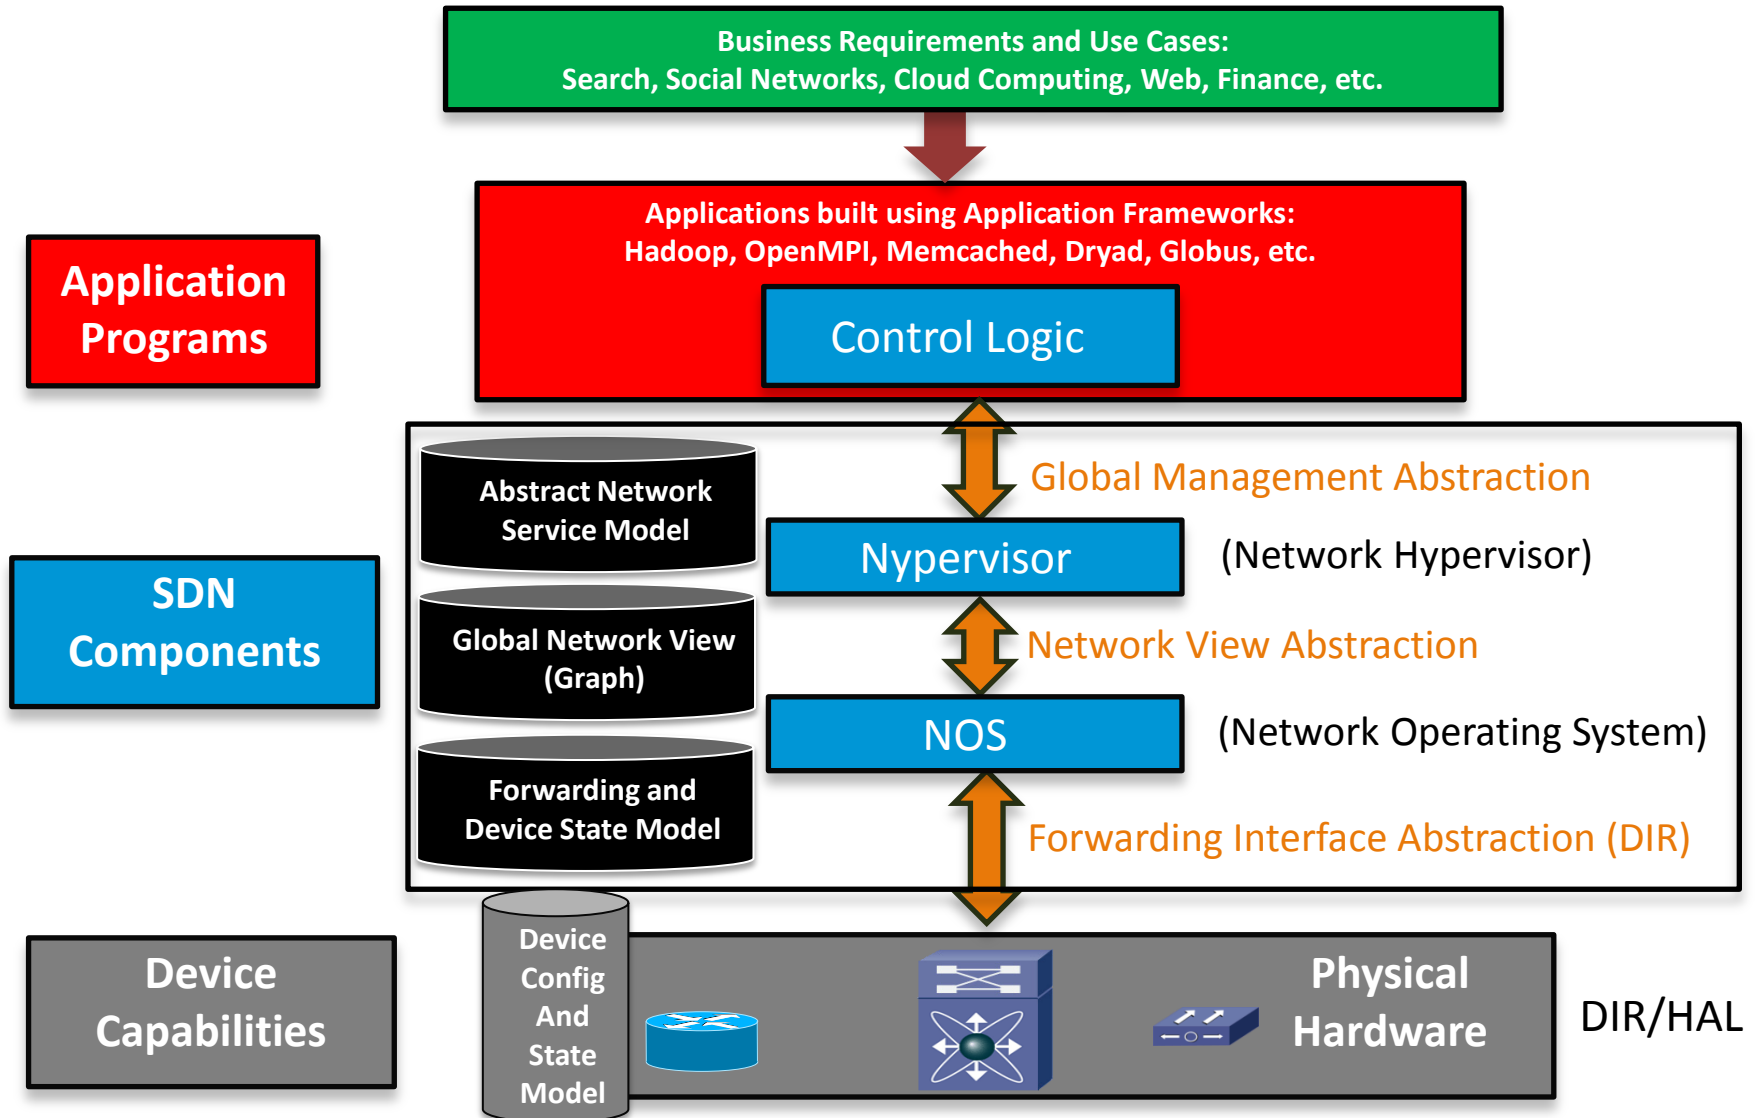 Business Requirements and Use Cases:
Search, Social Networks, Cloud Computing, Web, Finance, etc.
Applications built using Application Frameworks:
Hadoop, OpenMPI, Memcached, Dryad, Globus, etc.
Control Logic
Application
Programs
Global Management Abstraction
Abstract Network
Service Model
Nypervisor
(Network Hypervisor)
SDN
Components
Global Network View
(Graph)
Network View Abstraction
NOS
(Network Operating System)
Forwarding and
Device State Model
Forwarding Interface Abstraction (DIR)
Device
Capabilities
Device
Config
And
State
Model
Physical
Hardware
DIR/HAL